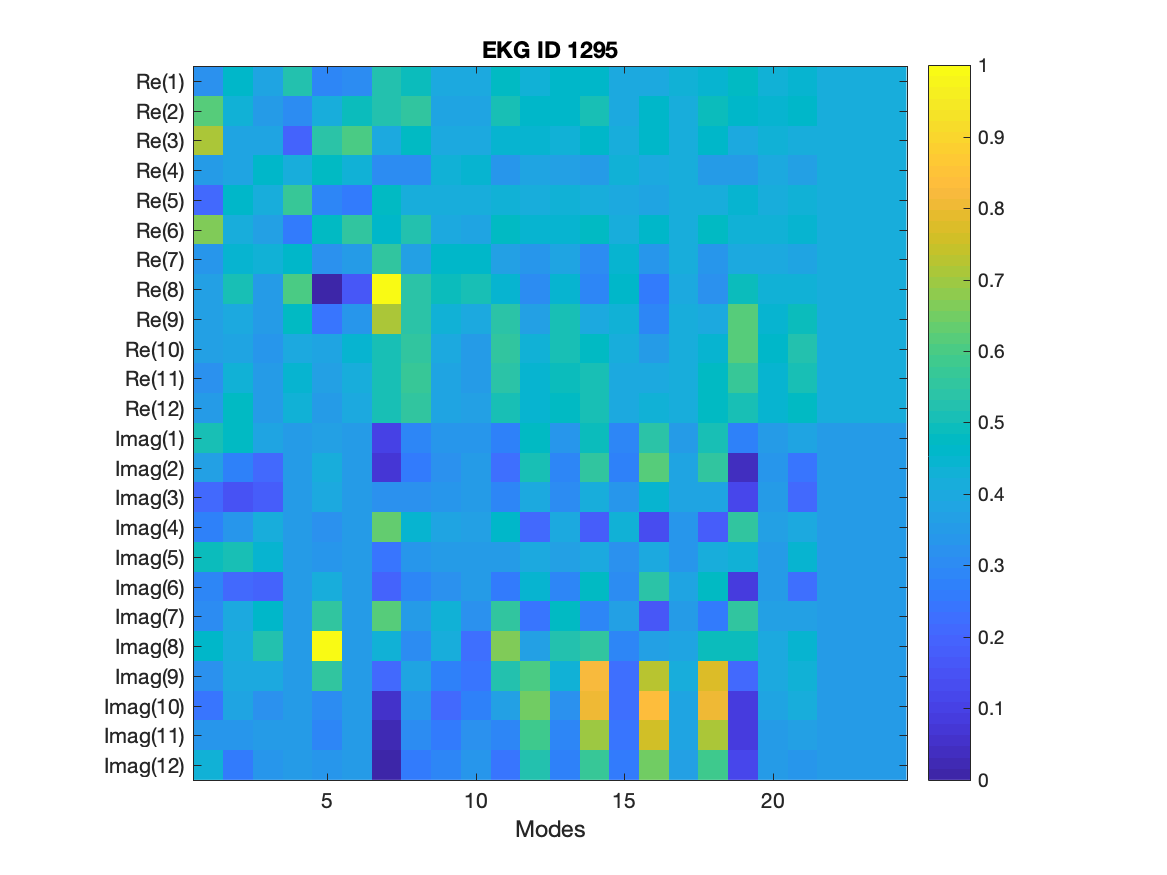 EKG ID 1295
Re(1)
Re(2)
Re(3)
Re(4)
Re(5)
Re(6)
Re(7)
Re(8)
Re(9)
Re(10)
Re(11)
Re(12)
Imag(1)
Imag(2)
Imag(3)
Imag(4)
Imag(5)
Imag(6)
Imag(7)
Imag(8)
Imag(9)
Imag(10)
Imag(11)
Imag(12)
5 10 15 20
Modes
1
0.9
0.8
0.7
0.6
0.5
0.4
0.3
0.2
0.1
0